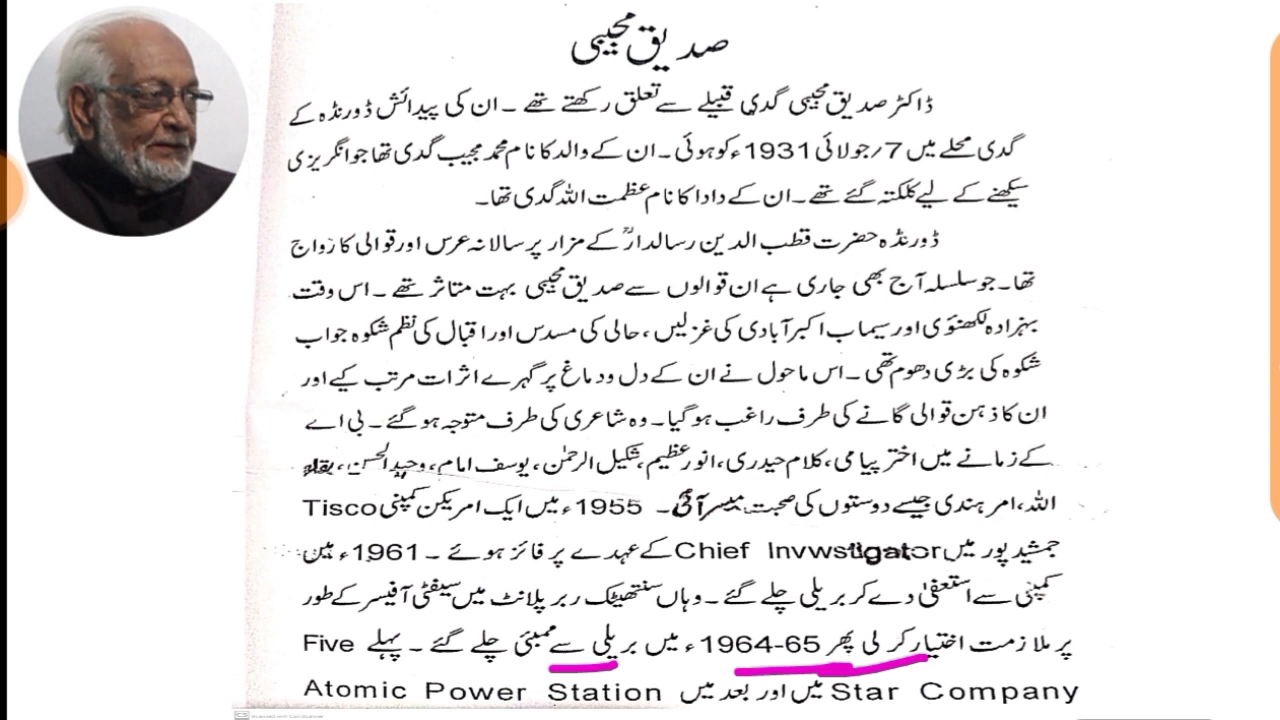 صدیق مجیبی
ڈاکٹر صدیق مجیبی گدی قبیلے سے تعلق رکھتے تھے ۔ ان کی پیدائش ڈورنڈہ کے
گدی محلے میں 7؍جولائی 1931ء کو ہوئی ۔ ان کے والد کا نام محمد مجیب گدی تھا جو انگریزی
سیکھنے کے لیے کلکتہ گئے تھے ۔ ان کے دادا کا نام عظمت اللہ گدی تھا ۔
ڈورنڈہ حضرت قطب الدین رسالدارؒ کے مزار پر سالانہ عرس اور قوالی کا رواج
تھا ۔ جو سلسلہ آج بھی جاری ہے ان قوالوں سے صدیق مجیبی بہت متاثر تھے ۔ اس وقت
بہزادہ لکھنوی اور سیماب اکبرآبادی کی غزلیں ، حالی کی مسدس اور اقبال کی نظم شکوہ جواب
شکوہ کی بڑی دھوم تھی ۔ اس ماحول نے ان کے دل ود ماغ پر گہرے اثرات مرتب کیے اور
ان کا ذہن قوالی گانے کی طرف راغب ہو گیا ۔ وہ شاعری کی طرف متوجہ ہو گئے ۔ بی اے
کے زمانے میں اختر پیامی ، کلام حیدری ، انور عظیم ، شکیل الرحمٰن ، یوسف امام ، وحید الحسن ، بقاء
اللہ ، امر ہندی جیسے دوستوں کی صحبت میسر آئی ۔ 1955ء میں ایک امریکن کمپنی Tisco
جمشید پور میں Chief Invwstigator کے عہدے پر فائز ہوئے ۔ 1961ء میں
کمپنی سے استعفیٰ دے کر بریلی چلے گئے ۔ وہاں سنتھیٹک ربر پلانٹ میں سیفٹی آفیسر کے طور
پر ملازمت اختیار کر لی پھر 65-1964ء میں بریلی سے ممبئی چلے گئے ۔ پہلے Five
Star Company میں اور بعد میں Atomic Power Station
Scanned with CamScanner